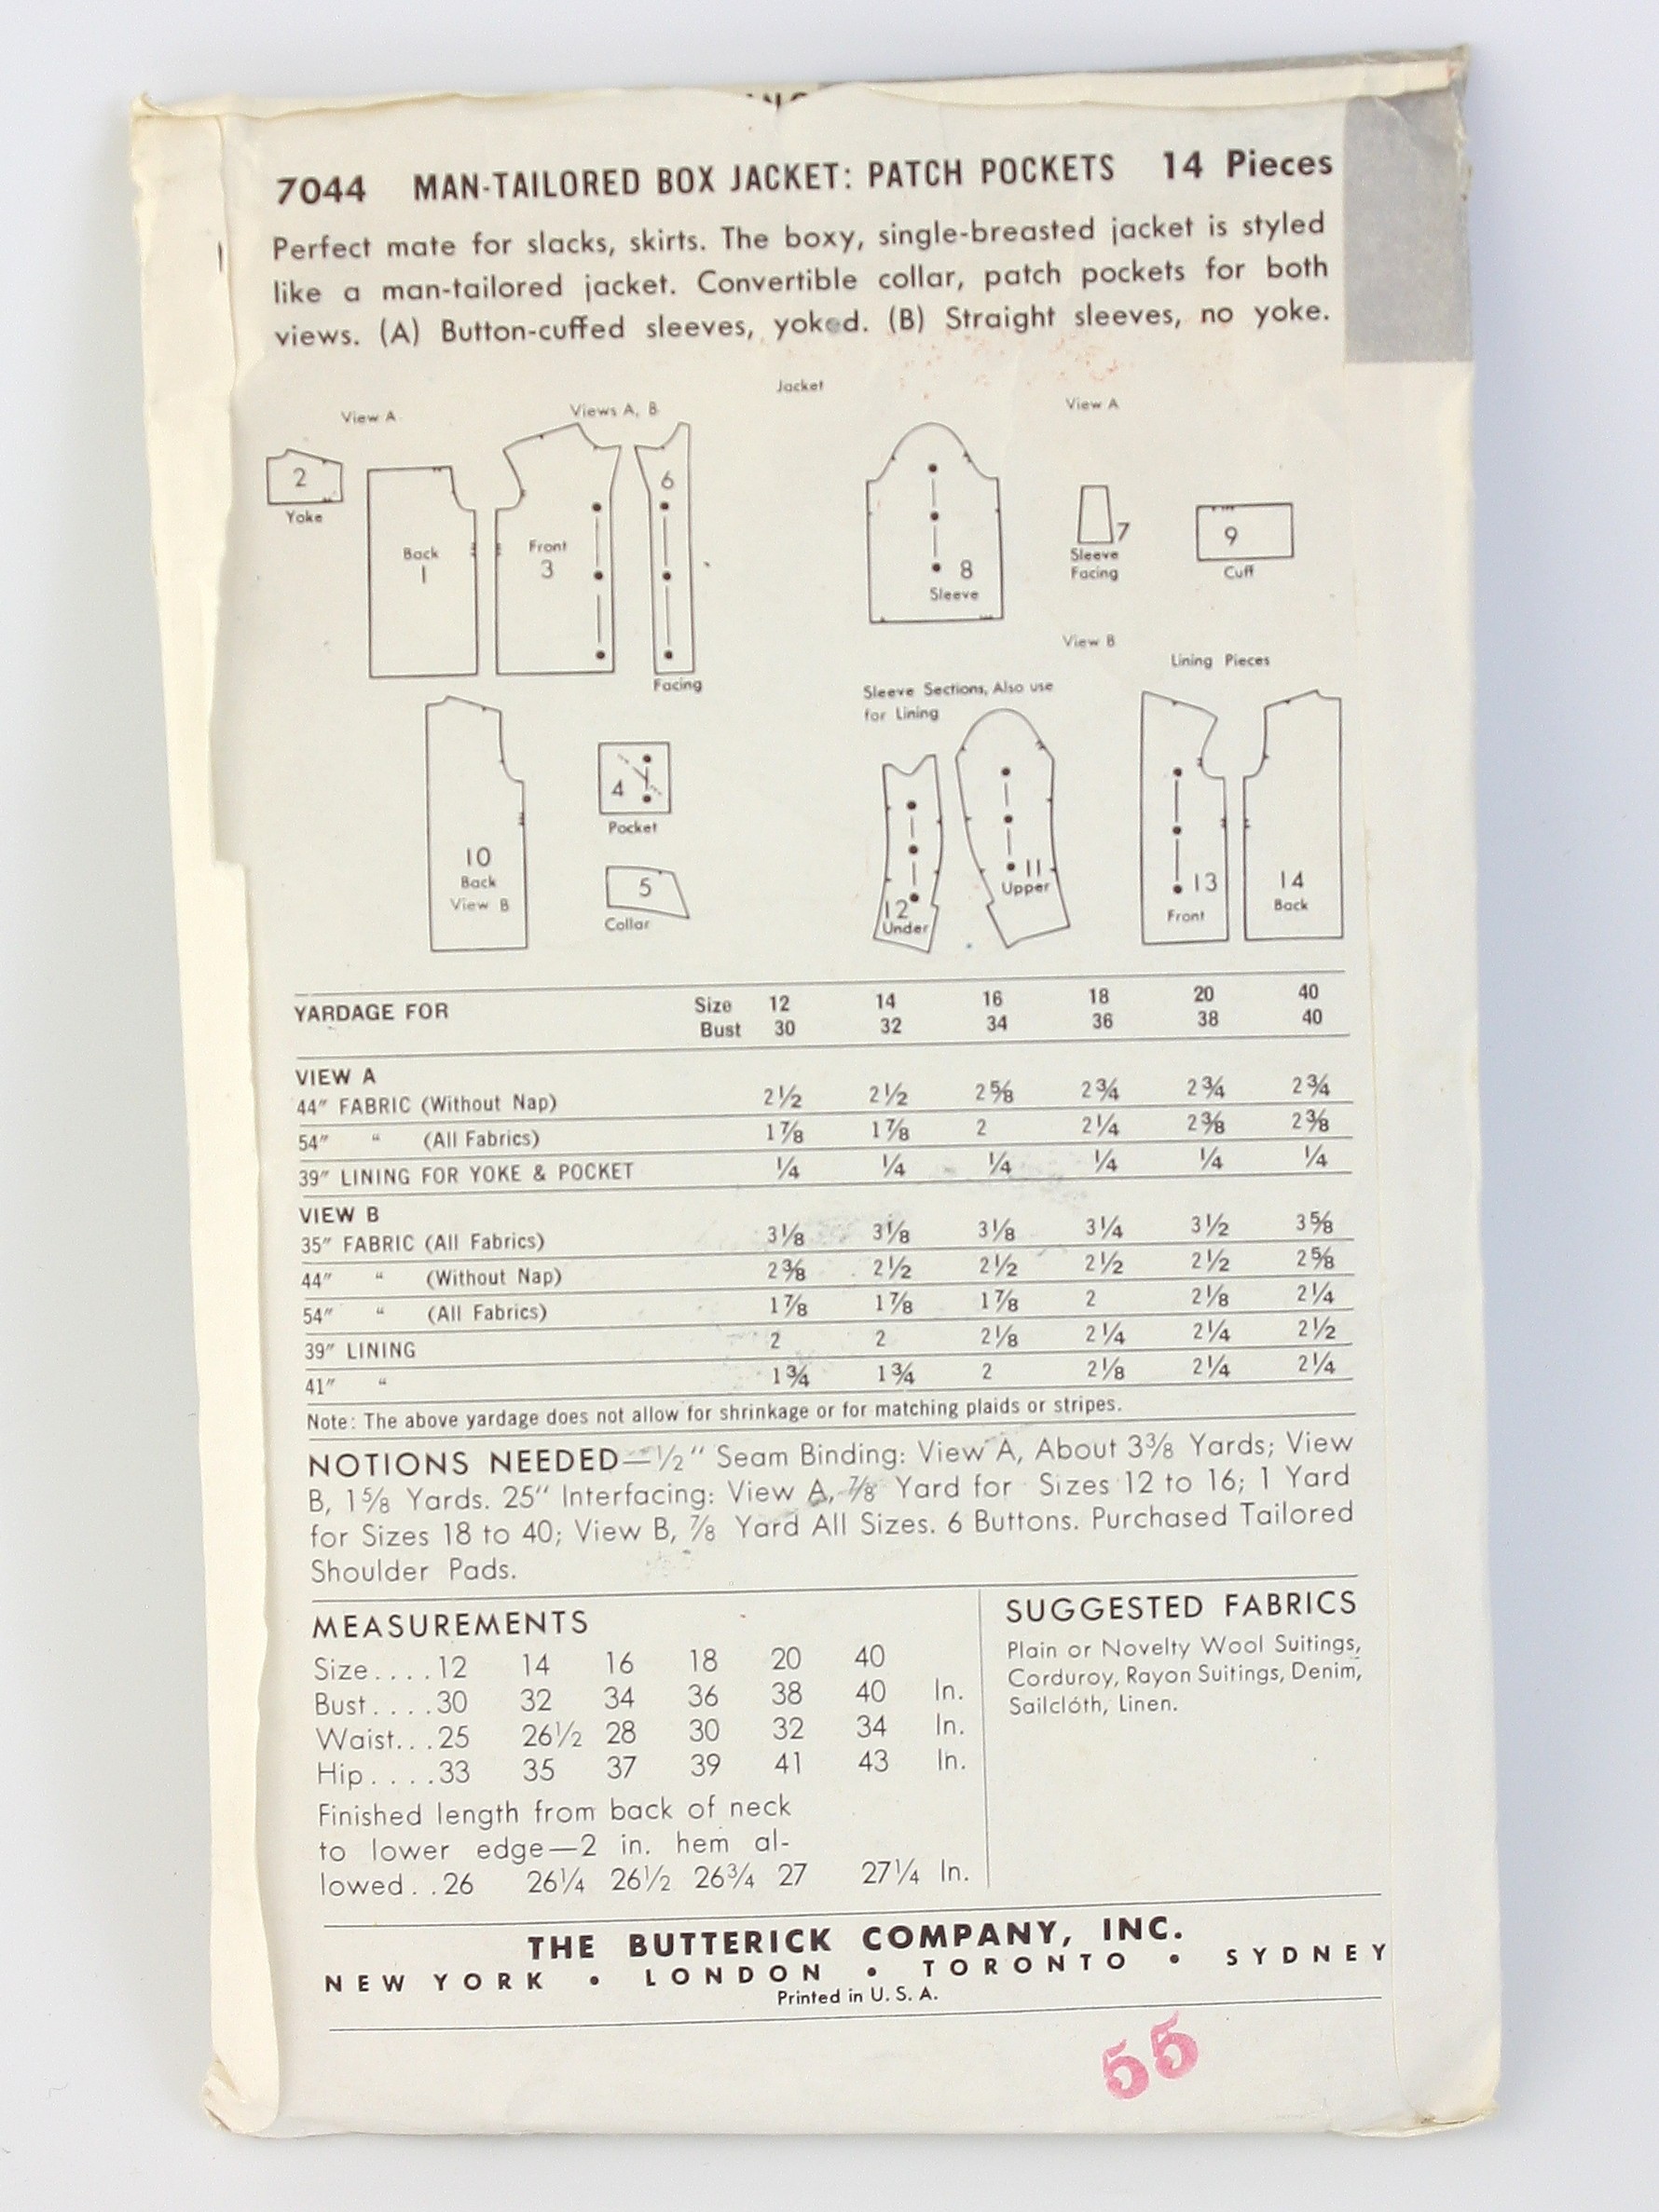 7044 MAN-TAILORED BOX JACKET: PATCH POCKETS 14 Pieces
Perfect mate for slacks, skirts. The boxy, single-breasted jacket is styled
like a man-tailored jacket. Convertible collar, patch pockets for both
views. (A) Button-cuffed sleeves, yoked. (B) Straight sleeves, no yoke.
Jacket
View A
Views A, B
View A
2
Yoke
Back
1
Front
3
6
Facing
8
Sleeve
7
Sleeve
Facing
9
Cuff
View B
Lining Pieces
Sleeve Sections, Also use
for Lining
10
Back
View B
4
Pocket
5
Collar
12
Under
11
Upper
13
Front
14
Back
YARDAGE FOR Size 12 14 16 18 20 40
Bust 30 32 34 36 38 40
VIEW A
44″ FABRIC (Without Nap) 2½ 2½ 2⅝ 2¾ 2¾ 2¾
54″ “ (All Fabrics) 1⅞ 1⅞ 2 2¼ 2⅜ 2⅜
39″ LINING FOR YOKE & POCKET ¼ ¼ ¼ ¼ ¼ ¼
VIEW B
35″ FABRIC (All Fabrics) 3⅛ 3⅛ 3⅛ 3¼ 3½ 3⅝
44″ “ (Without Nap) 2⅜ 2½ 2½ 2½ 2½ 2⅝
54″ “ (All Fabrics) 1⅞ 1⅞ 1⅞ 2 2⅛ 2¼
39″ LINING 2 2 2⅛ 2¼ 2¼ 2½
41″ “ 1¾ 1¾ 2 2⅛ 2¼ 2¼
Note: The above yardage does not allow for shrinkage or for matching plaids or stripes.
NOTIONS NEEDED—½" Seam Binding: View A, About 3⅜ Yards; View
B, 1⅝ Yards. 25" Interfacing: View A, ⅞ Yard for Sizes 12 to 16; 1 Yard
for Sizes 18 to 40; View B, ⅞ Yard All Sizes. 6 Buttons. Purchased Tailored
Shoulder Pads.
MEASUREMENTS
Size....12 14 16 18 20 40
Bust....30 32 34 36 38 40 In.
Waist...25 26½ 28 30 32 34 In.
Hip....33 35 37 39 41 43 In.
Finished length from back of neck
to lower edge—2 in. hem al-
lowed..26 26¼ 26½ 26¾ 27 27¼ In.
SUGGESTED FABRICS
Plain or Novelty Wool Suitings,
Corduroy, Rayon Suitings, Denim,
Sailcloth, Linen.
THE BUTTERICK COMPANY, INC.
NEW YORK • LONDON • TORONTO • SYDNEY
Printed in U. S. A.
55